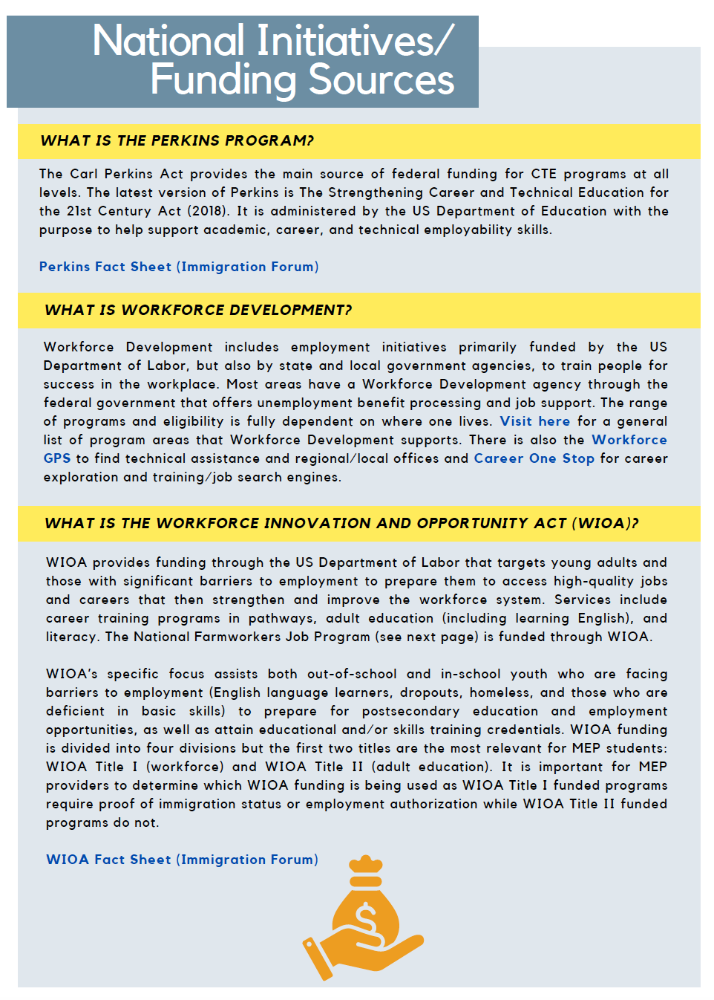 National Initiatives/
Funding Sources
WHAT IS THE PERKINS PROGRAM?
The Carl Perkins Act provides the main source of federal funding for CTE programs at all
levels. The latest version of Perkins is The Strengthening Career and Technical Education for
the 21st Century Act (2018). It is administered by the US Department of Education with the
purpose to help support academic, career, and technical employability skills.
Perkins Fact Sheet (Immigration Forum)
WHAT IS WORKFORCE DEVELOPMENT?
Workforce Development includes employment initiatives primarily funded by the US
Department of Labor, but also by state and local government agencies, to train people for
success in the workplace. Most areas have a Workforce Development agency through the
federal government that offers unemployment benefit processing and job support. The range
of programs and eligibility is fully dependent on where one lives. Visit here for a general
list of program areas that Workforce Development supports. There is also the Workforce
GPS to find technical assistance and regional/local offices and Career One Stop for career
exploration and training/job search engines.
WHAT IS THE WORKFORCE INNOVATION AND OPPORTUNITY ACT (WIOA)?
WIOA provides funding through the US Department of Labor that targets young adults and
those with significant barriers to employment to prepare them to access high-quality jobs
and careers that then strengthen and improve the workforce system. Services include
career training programs in pathways, adult education (including learning English), and
literacy. The National Farmworkers Job Program (see next page) is funded through WIOA.
WIOA's specific focus assists both out-of-school and in-school youth who are facing
barriers to employment (English language learners, dropouts, homeless, and those who are
deficient in basic skills) to prepare for postsecondary education and employment
opportunities, as well as attain educational and/or skills training credentials. WIOA funding
is divided into four divisions but the first two titles are the most relevant for MEP students:
WIOA Title I (workforce) and WIOA Title II (adult education). It is important for MEP
providers to determine which WIOA funding is being used as WIOA Title I funded programs
require proof of immigration status or employment authorization while WIOA Title II funded
programs do not.
WIOA Fact Sheet (Immigration Forum)
$